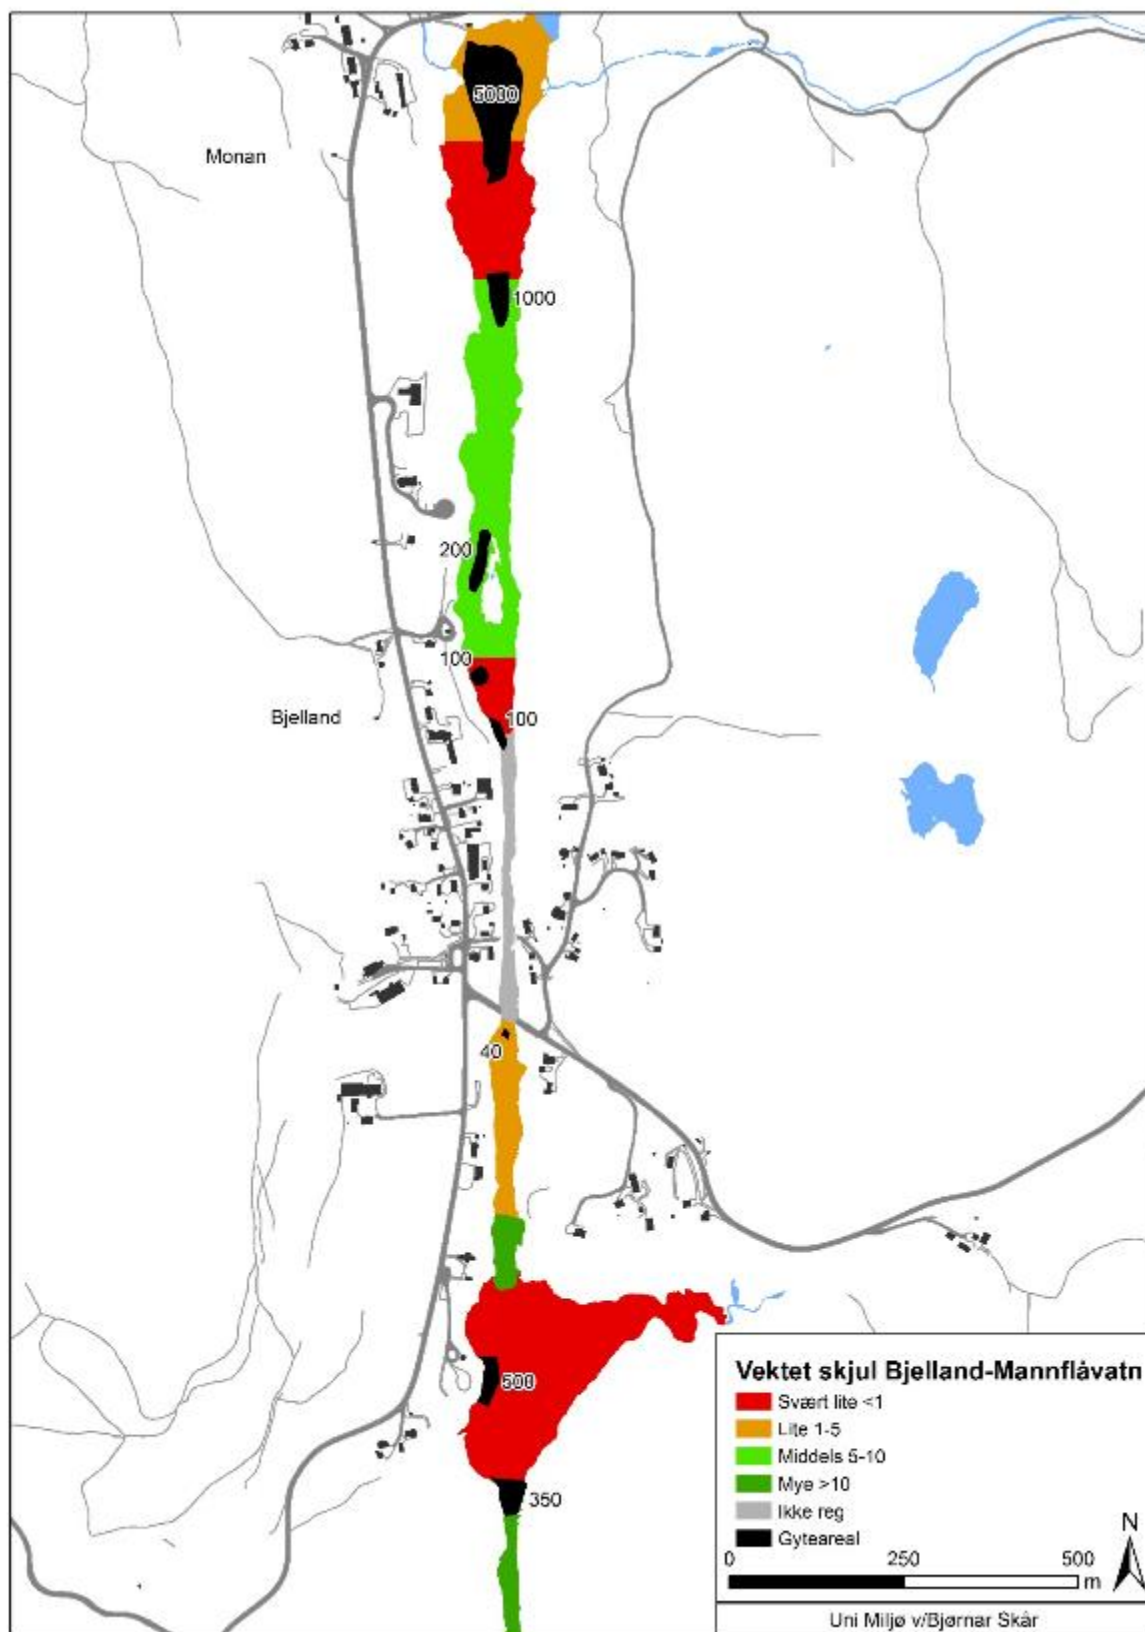 5000
Monan
1000
200
100
Bjelland
100
40
500
350
Vektet skjul Bjelland-Mannflåvatn
Svært lite <1
Lite 1-5
Middels 5-10
Mye >10
Ikke reg
Gyteareal
N
0 250 500
m
Uni Miljø v/Bjørnar Skår